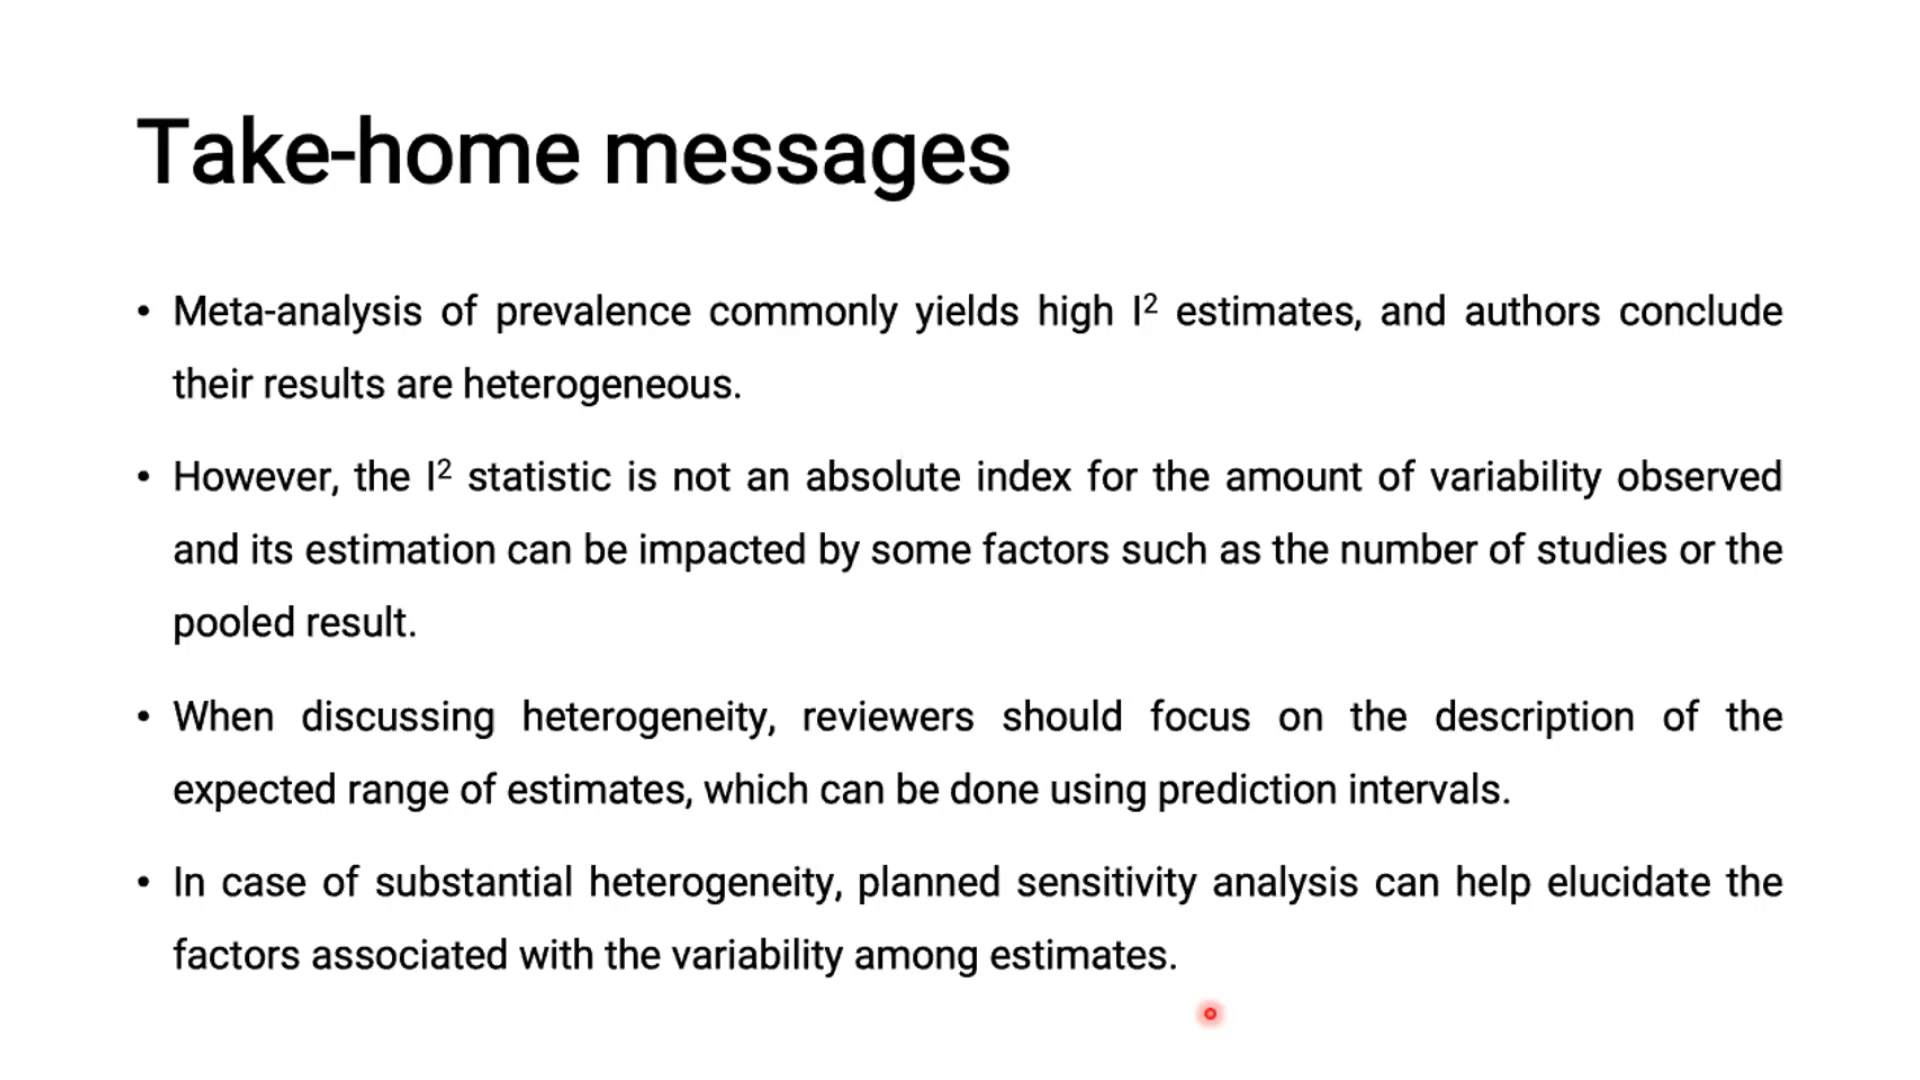 Take-home messages
• Meta-analysis of prevalence commonly yields high I² estimates, and authors conclude
their results are heterogeneous.
• However, the I² statistic is not an absolute index for the amount of variability observed
and its estimation can be impacted by some factors such as the number of studies or the
pooled result.
• When discussing heterogeneity, reviewers should focus on the description of the
expected range of estimates, which can be done using prediction intervals.
• In case of substantial heterogeneity, planned sensitivity analysis can help elucidate the
factors associated with the variability among estimates.